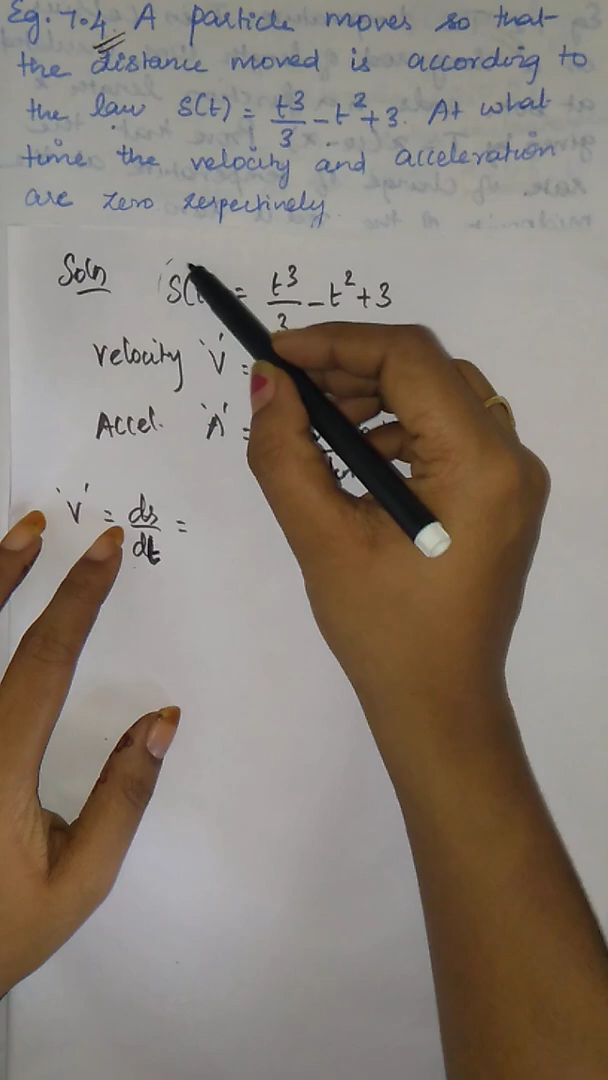 Eg. 7.4 A particle moves so that
the distance moved is according to
the law S(t) = t³/3 - t² + 3. At what
time the velocity and acceleration
are zero respectively.
Soln S( = t³/3 - t² + 3
Velocity 'V' =
Accel. 'A' =
'V' = ds/dt =